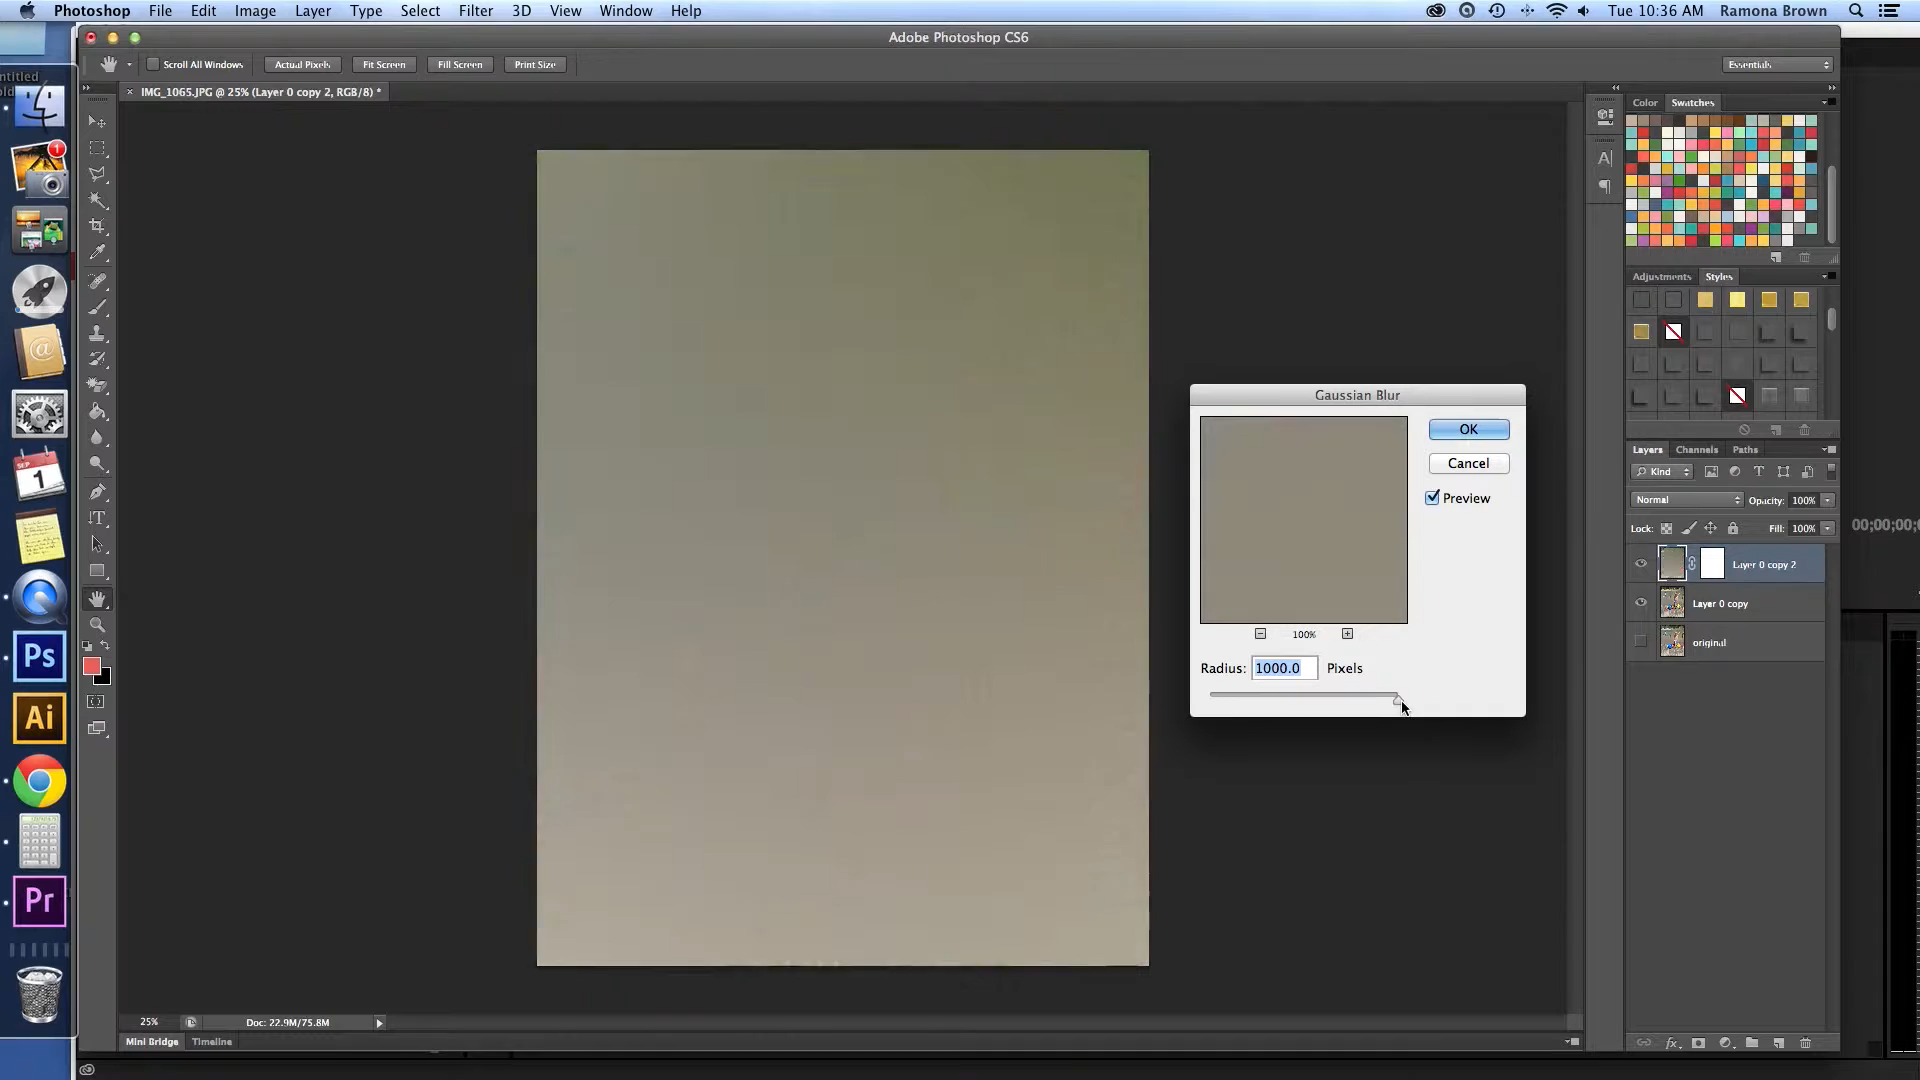 Photoshop File Edit Image Layer Type Select Filter 3D View Window Help Tue 10:36 AM Ramona Brown
Adobe Photoshop CS6
Scroll All Windows Actual Pixels Fit Screen Fill Screen Print Size Essentials
ntitled
IMG_1065.JPG @ 25% (Layer 0 copy 2, RGB/8) *
Color Swatches
1
Adjustments Styles
@
Gaussian Blur
OK
Cancel
Preview
100%
Radius: 1000.0 Pixels
Layers Channels Paths
Kind
Normal Opacity: 100%
Lock: Fill: 100%
00;00;00;0
Layer 0 copy 2
Layer 0 copy
original
SEP
1
Ps
Ai
Pr
25% Doc: 22.9M/75.8M
Mini Bridge Timeline
fx